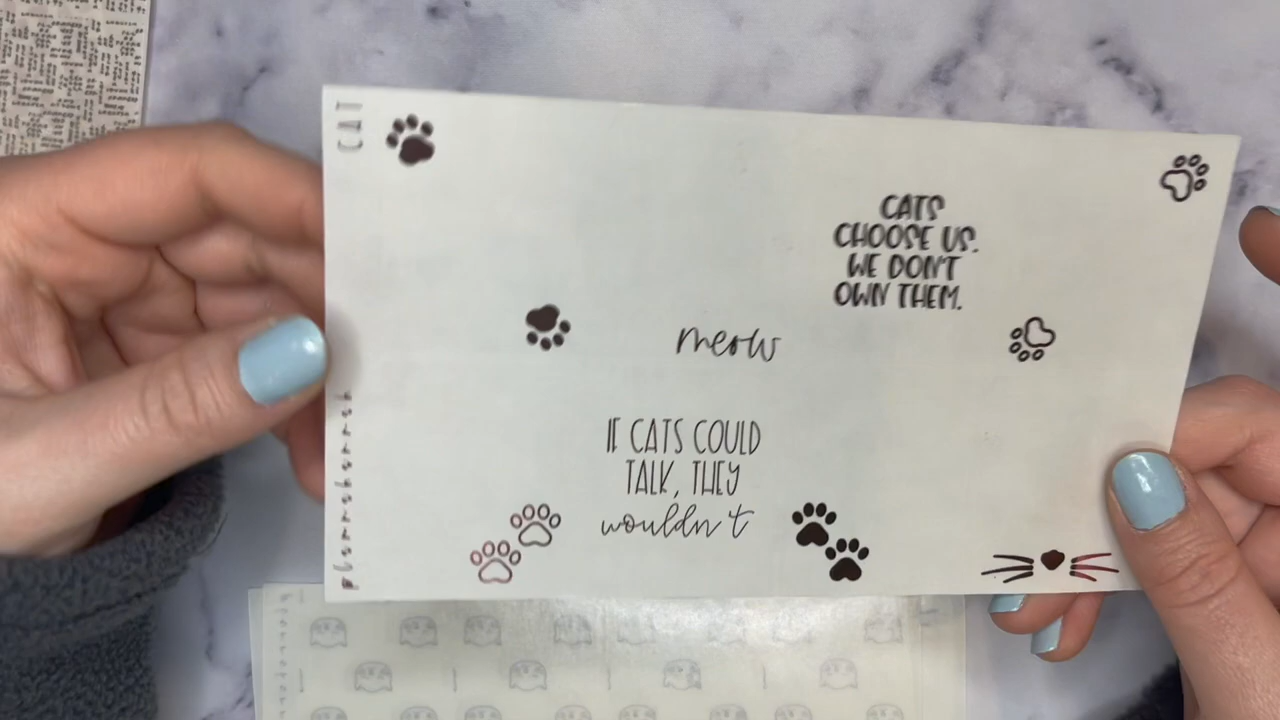 CAT
CATS
CHOOSE US.
WE DON'T
OWN THEM.
meow
IF CATS COULD
TALK, THEY
wouldn't